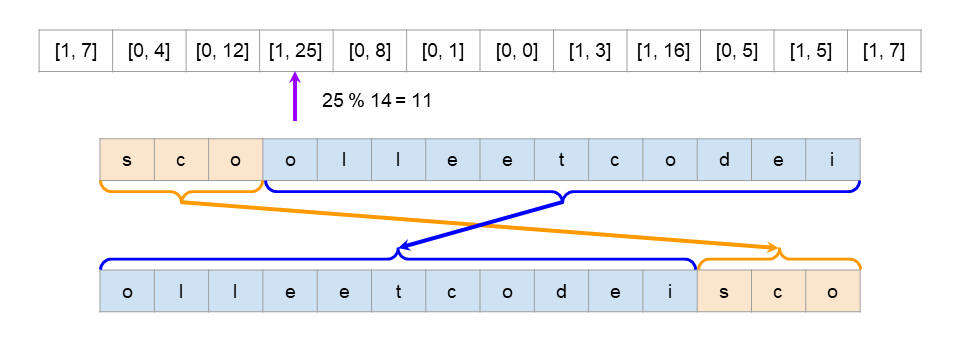 [1, 7] [0, 4] [0, 12] [1, 25] [0, 8] [0, 1] [0, 0] [1, 3] [1, 16] [0, 5] [1, 5] [1, 7]
25 % 14 = 11
s c o o l l e e t c o d e i
o l l e e t c o d e i s c o